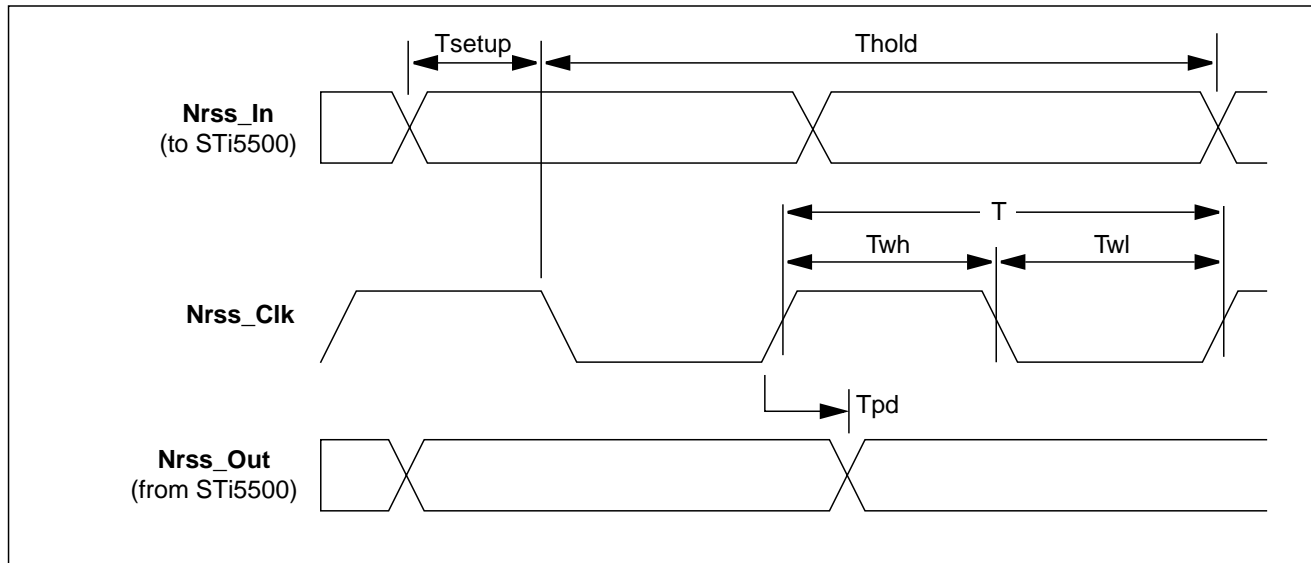 Tsetup
Thold
Nrss_In
(to STi5500)
T
Twh
Twl
Nrss_Clk
Tpd
Nrss_Out
(from STi5500)